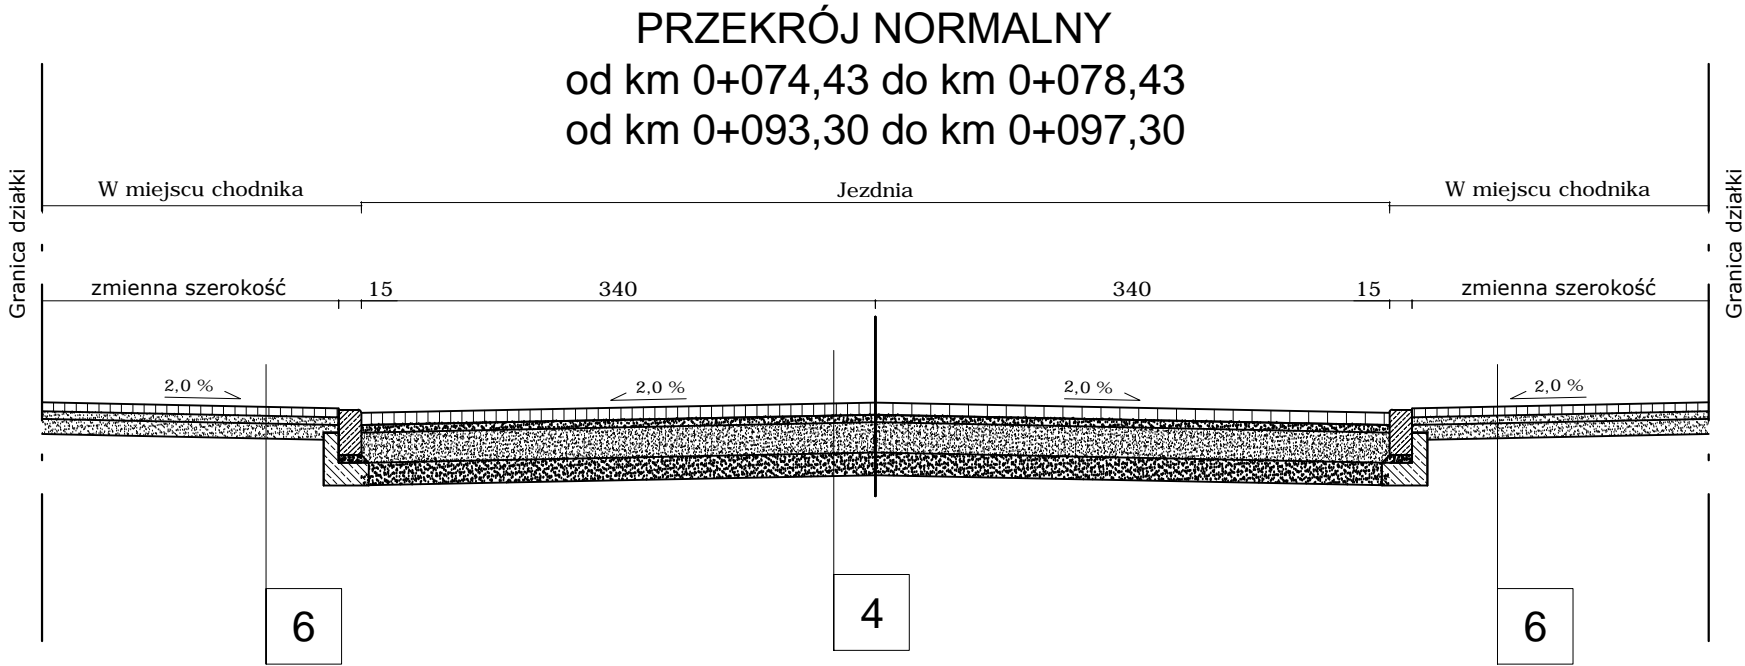 PRZEKRÓJ NORMALNY
od km 0+074,43 do km 0+078,43
od km 0+093,30 do km 0+097,30
Granica działki
W miejscu chodnika
Jezdnia
W miejscu chodnika
Granica działki
zmienna szerokość
15
340
340
15
zmienna szerokość
2,0 %
2,0 %
2,0 %
2,0 %
6
4
6